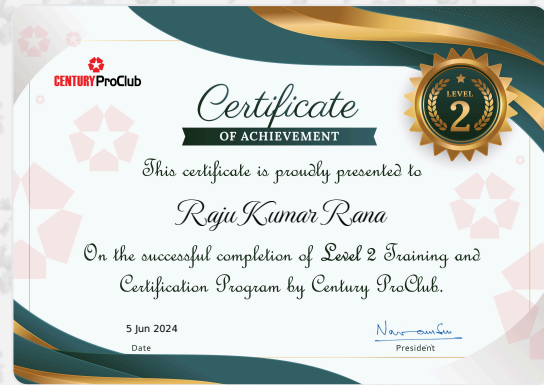 CENTURY ProClub
LEVEL
2
Certificate
OF ACHIEVEMENT
This certificate is proudly presented to
Raju Kumar Rana
On the successful completion of Level 2 Training and
Certification Program by Century ProClub.
5 Jun 2024
Date
President